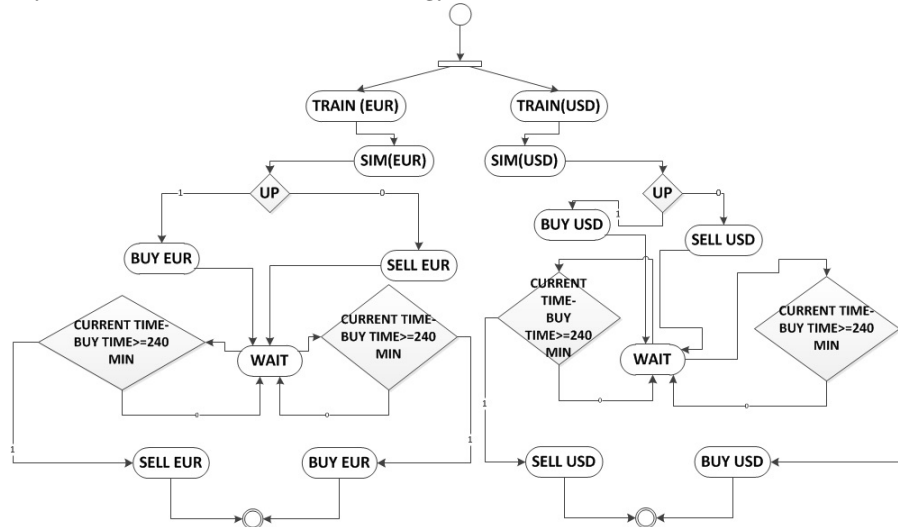 TRAIN (EUR)
TRAIN(USD)
SIM(EUR)
SIM(USD)
UP
UP
1
0
1
0
BUY EUR
SELL EUR
BUY USD
SELL USD
CURRENT TIME-
BUY TIME>=240
MIN
WAIT
CURRENT TIME-
BUY TIME>=240
MIN
CURRENT
TIME-
BUY
TIME>=240
MIN
WAIT
CURRENT TIME-
BUY TIME>=240
MIN
0
0
0
0
1
1
1
SELL EUR
BUY EUR
SELL USD
BUY USD